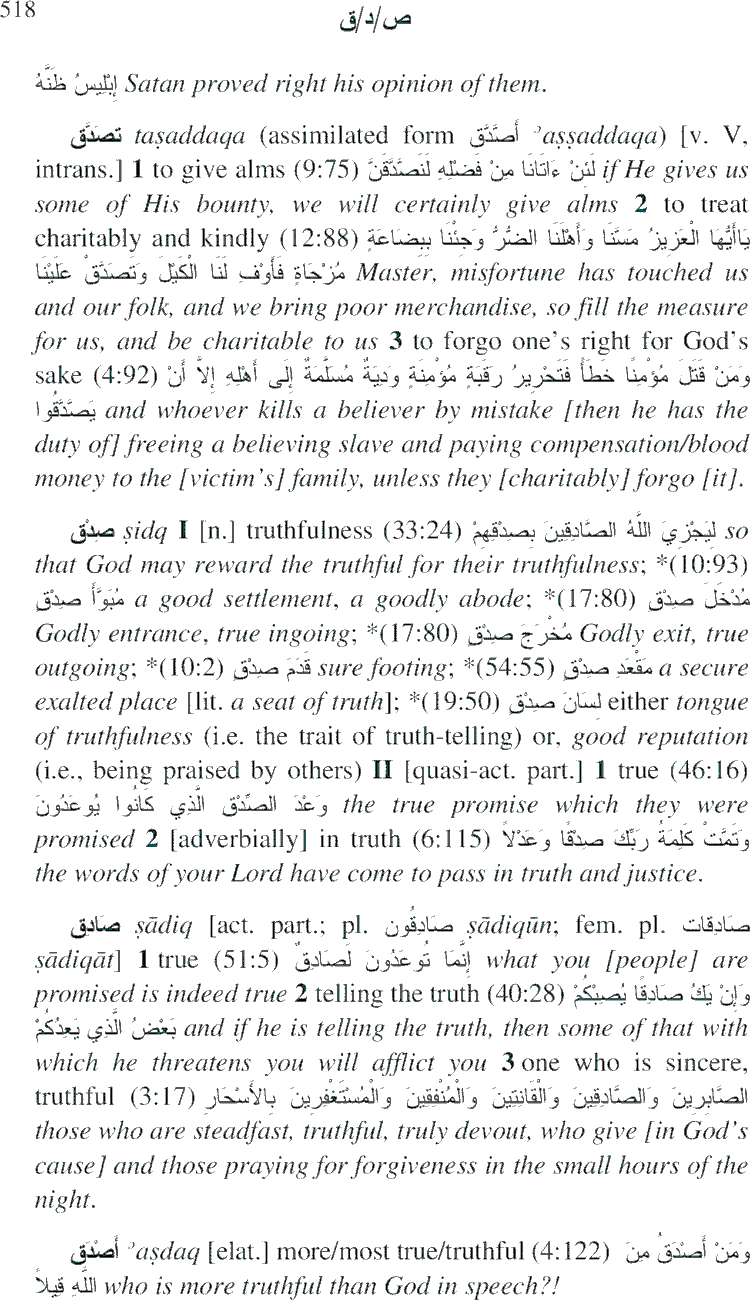 518
ص/د/ق
إِبْلِيسُ ظَنَّهُ Satan proved right his opinion of them.
تصَدَّق taṣaddaqa (assimilated form أَصَّدَّق ʾaṣṣaddaqa) [v. V,
intrans.] 1 to give alms (9:75) لَئِنْ ءَاتَانَا مِنْ فَضْلِهِ لَنَصَّدَّقَنَّ if He gives us
some of His bounty, we will certainly give alms 2 to treat
charitably and kindly (12:88) يَاأَيُّهَا الْعَزِيزُ مَسَّنَا وَأَهْلَنَا الضُّرُّ وَجِئْنَا بِبِضَاعَةٍ
مُزْجَاةٍ فَأَوْفِ لَنَا الْكَيْلَ وَتَصَدَّقْ عَلَيْنَا Master, misfortune has touched us
and our folk, and we bring poor merchandise, so fill the measure
for us, and be charitable to us 3 to forgo one’s right for God’s
sake (4:92) وَمَنْ قَتَلَ مُؤْمِنًا خَطَأً فَتَحْرِيرُ رَقَبَةٍ مُؤْمِنَةٍ وَدِيَةٌ مُسَلَّمَةٌ إِلَى أَهْلِهِ إِلاَّ أَنْ
يَصَّدَّقُوا and whoever kills a believer by mistake [then he has the
duty of] freeing a believing slave and paying compensation/blood
money to the [victim’s] family, unless they [charitably] forgo [it].
صدْق ṣidq I [n.] truthfulness (33:24) لِيَجْزِيَ اللَّهُ الصَّادِقِينَ بِصِدْقِهِمْ so
that God may reward the truthful for their truthfulness; *(10:93)
مُبَوَّأَ صِدْقٍ a good settlement, a goodly abode; *(17:80) مُدْخَلَ صِدْقٍ
Godly entrance, true ingoing; *(17:80) مُخْرَجَ صِدْقٍ Godly exit, true
outgoing; *(10:2) قَدَمَ صِدْقٍ sure footing; *(54:55) مَقْعَدِ صِدْقٍ a secure
exalted place [lit. a seat of truth]; *(19:50) لِسَانَ صِدْقٍ either tongue
of truthfulness (i.e. the trait of truth-telling) or, good reputation
(i.e., being praised by others) II [quasi-act. part.] 1 true (46:16)
وَعْدَ الصِّدْقِ الَّذِي كَانُوا يُوعَدُونَ the true promise which they were
promised 2 [adverbially] in truth (6:115) وَتَمَّتْ كَلِمَةُ رَبِّكَ صِدْقًا وَعَدْلاً
the words of your Lord have come to pass in truth and justice.
صادِق ṣādiq [act. part.; pl. صَادِقُون ṣādiqūn; fem. pl. صَادِقات
ṣādiqāt] 1 true (51:5) إِنَّمَا تُوعَدُونَ لَصَادِقٌ what you [people] are
promised is indeed true 2 telling the truth (40:28) وَإِنْ يَكُ صَادِقًا يُصِبْكُمْ
بَعْضُ الَّذِي يَعِدُكُمْ and if he is telling the truth, then some of that with
which he threatens you will afflict you 3 one who is sincere,
truthful (3:17) الصَّابِرِينَ وَالصَّادِقِينَ وَالْقَانِتِينَ وَالْمُنْفِقِينَ وَالْمُسْتَغْفِرِينَ بِالأَسْحَارِ
those who are steadfast, truthful, truly devout, who give [in God’s
cause] and those praying for forgiveness in the small hours of the
night.
أَصْدَق ʾaṣdaq [elat.] more/most true/truthful (4:122) وَمَنْ أَصْدَقُ مِنَ
اللَّهِ قِيلاً who is more truthful than God in speech?!